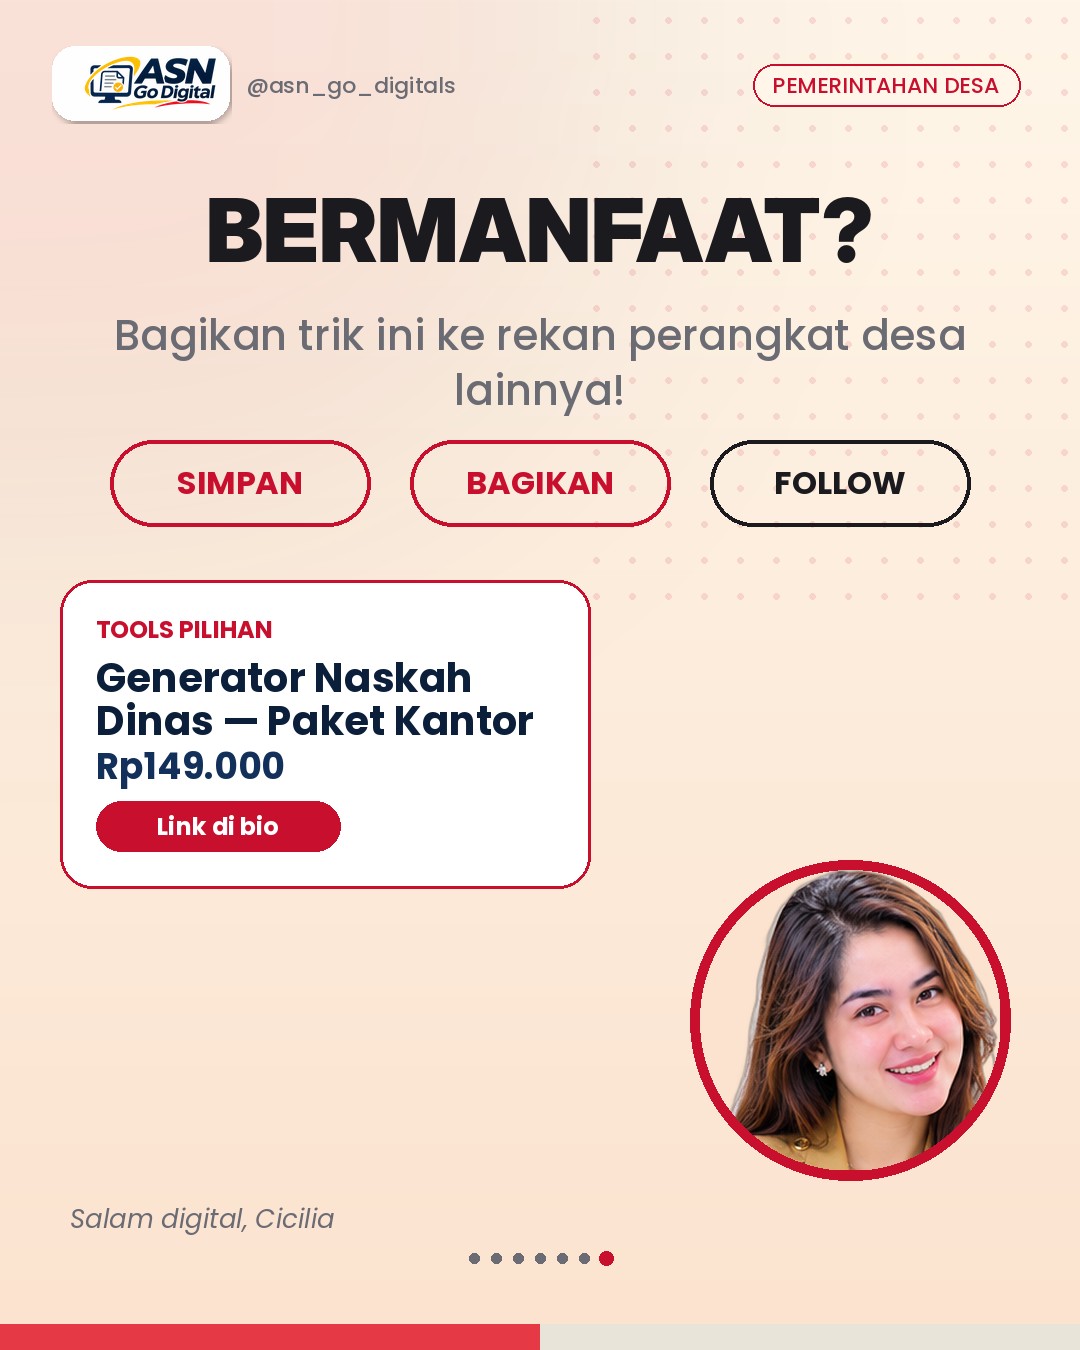 ASN
Go Digital
@asn_go_digitals
PEMERINTAHAN DESA
BERMANFAAT?
Bagikan trik ini ke rekan perangkat desa
lainnya!
SIMPAN
BAGIKAN
FOLLOW
TOOLS PILIHAN
Generator Naskah
Dinas — Paket Kantor
Rp149.000
Link di bio
Salam digital, Cicilia